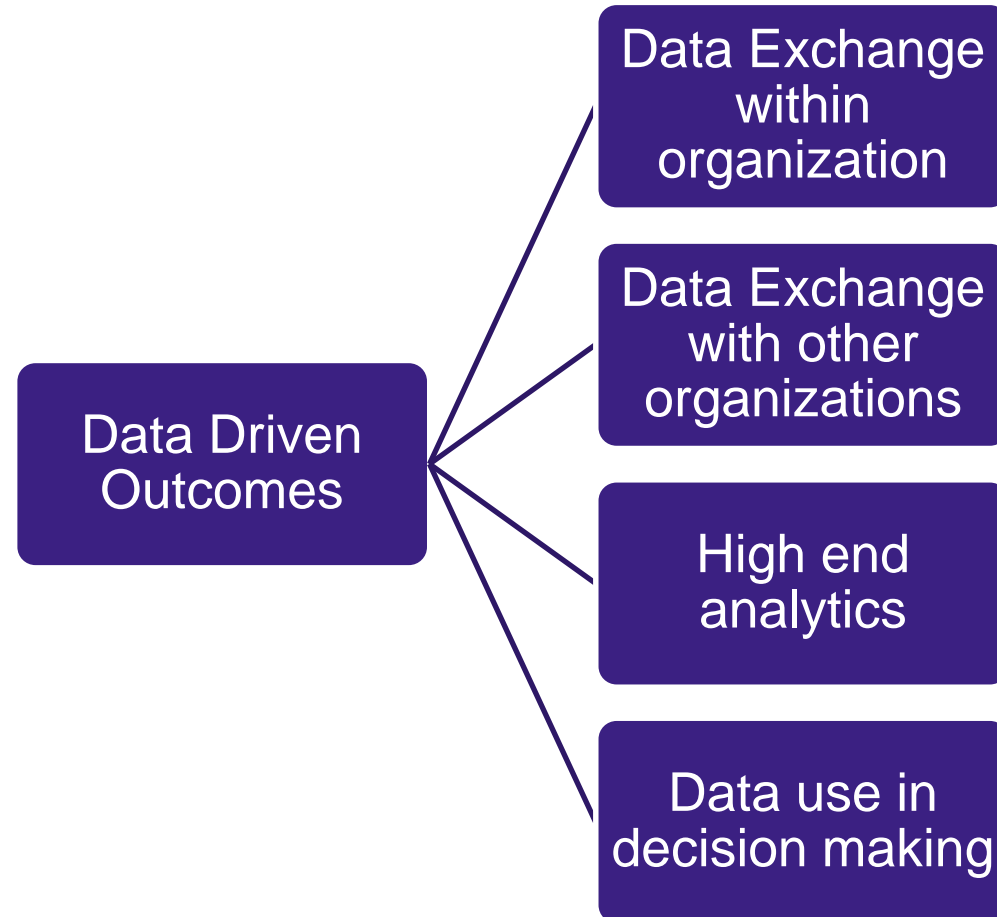 Data Driven
Outcomes
Data Exchange
within
organization
Data Exchange
with other
organizations
High end
analytics
Data use in
decision making